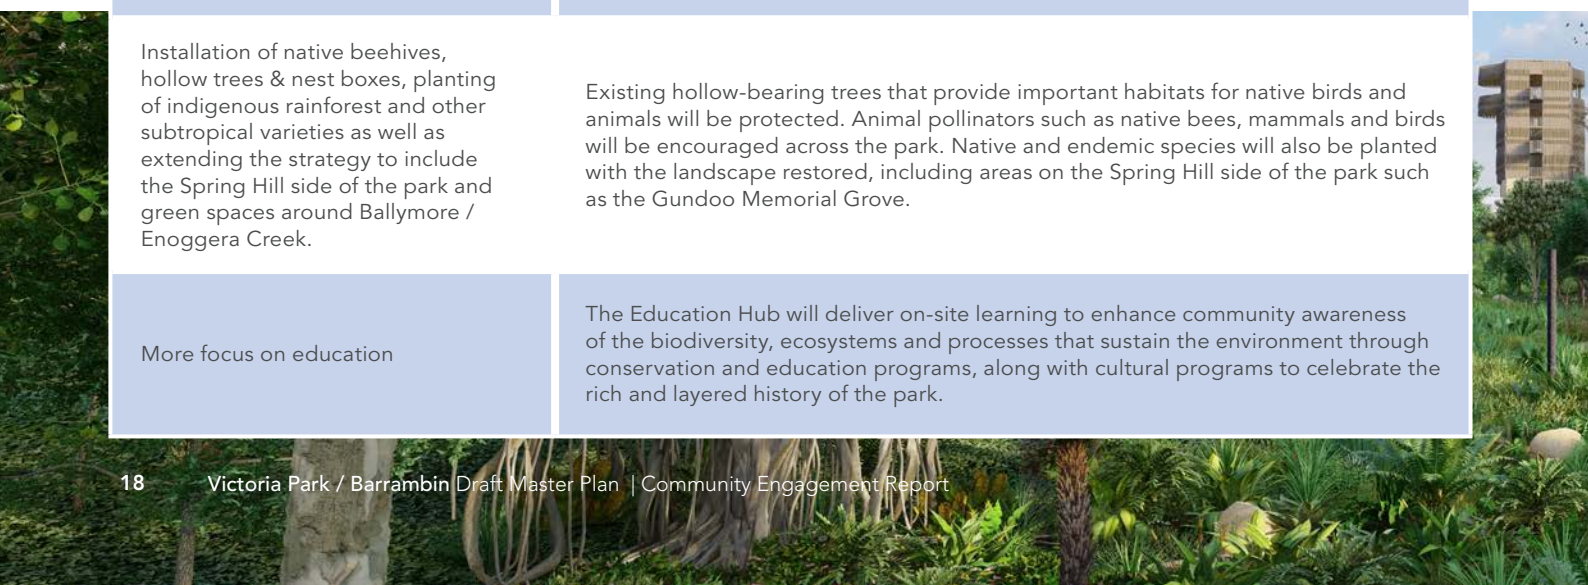 Installation of native beehives,
hollow trees & nest boxes, planting
of indigenous rainforest and other
subtropical varieties as well as
extending the strategy to include
the Spring Hill side of the park and
green spaces around Ballymore /
Enoggera Creek.
Existing hollow-bearing trees that provide important habitats for native birds and
animals will be protected. Animal pollinators such as native bees, mammals and birds
will be encouraged across the park. Native and endemic species will also be planted
with the landscape restored, including areas on the Spring Hill side of the park such
as the Gundoo Memorial Grove.
More focus on education
The Education Hub will deliver on-site learning to enhance community awareness
of the biodiversity, ecosystems and processes that sustain the environment through
conservation and education programs, along with cultural programs to celebrate the
rich and layered history of the park.
18 Victoria Park / Barrambin Draft Master Plan | Community Engagement Report